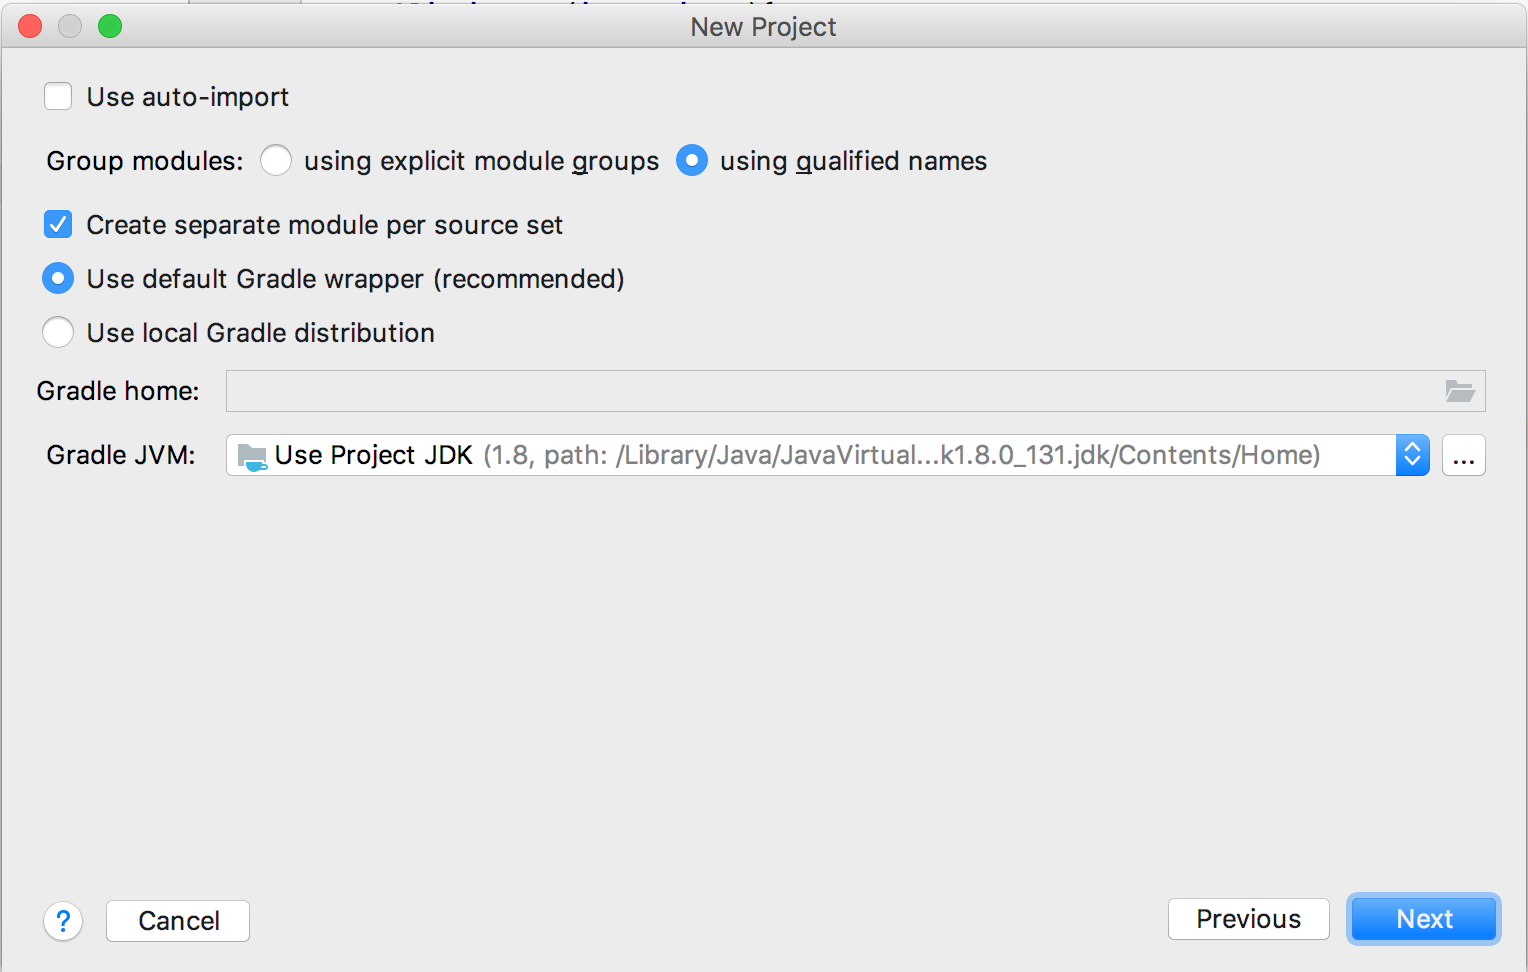 New Project
Use auto-import
Group modules: using explicit module groups using qualified names
Create separate module per source set
Use default Gradle wrapper (recommended)
Use local Gradle distribution
Gradle home:
Gradle JVM: Use Project JDK (1.8, path: /Library/Java/JavaVirtual...k1.8.0_131.jdk/Contents/Home) ...
? Cancel Previous Next